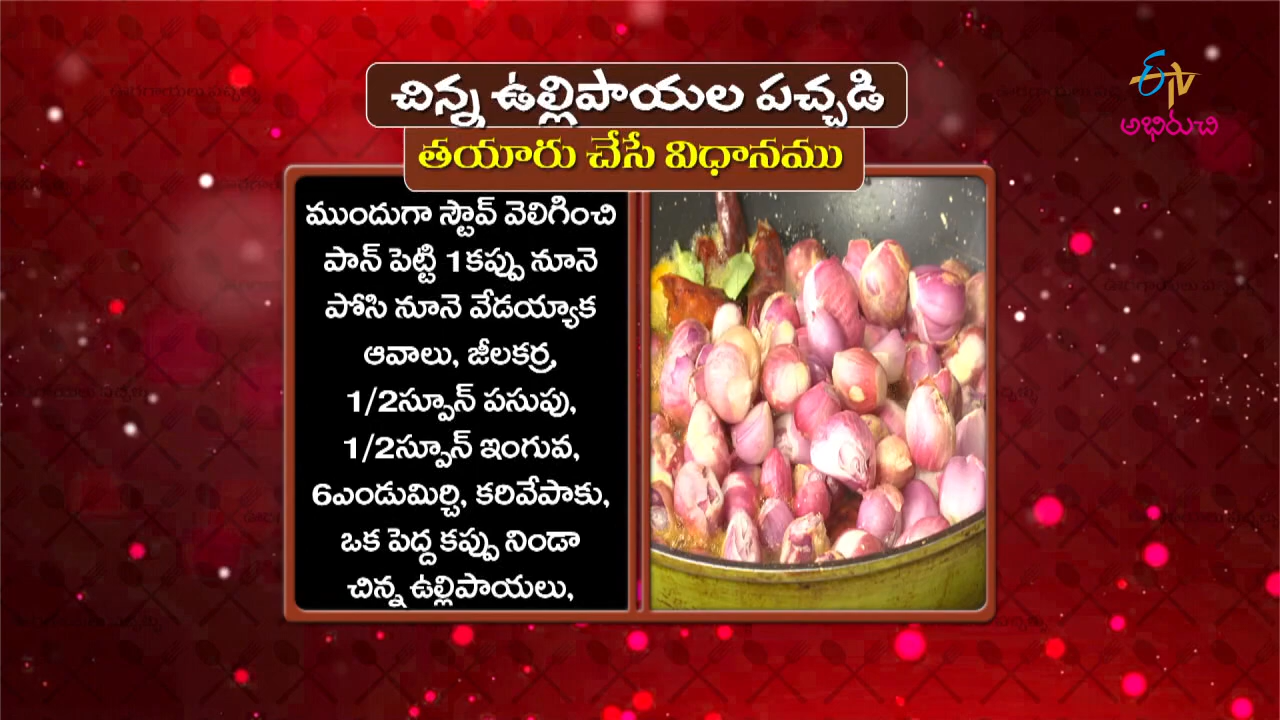 చిన్న ఉల్లిపాయల పచ్చడి
తయారు చేసే విధానము
ETV
అభిరుచి
ముందుగా స్టౌవ్ వెలిగించి
పాన్ పెట్టి 1కప్పు నూనె
పోసి నూనె వేడయ్యాక
ఆవాలు, జీలకర్ర,
1/2స్పూన్ పసుపు,
1/2స్పూన్ ఇంగువ,
6ఎండుమిర్చి, కరివేపాకు,
ఒక పెద్ద కప్పు నిండా
చిన్న ఉల్లిపాయలు,